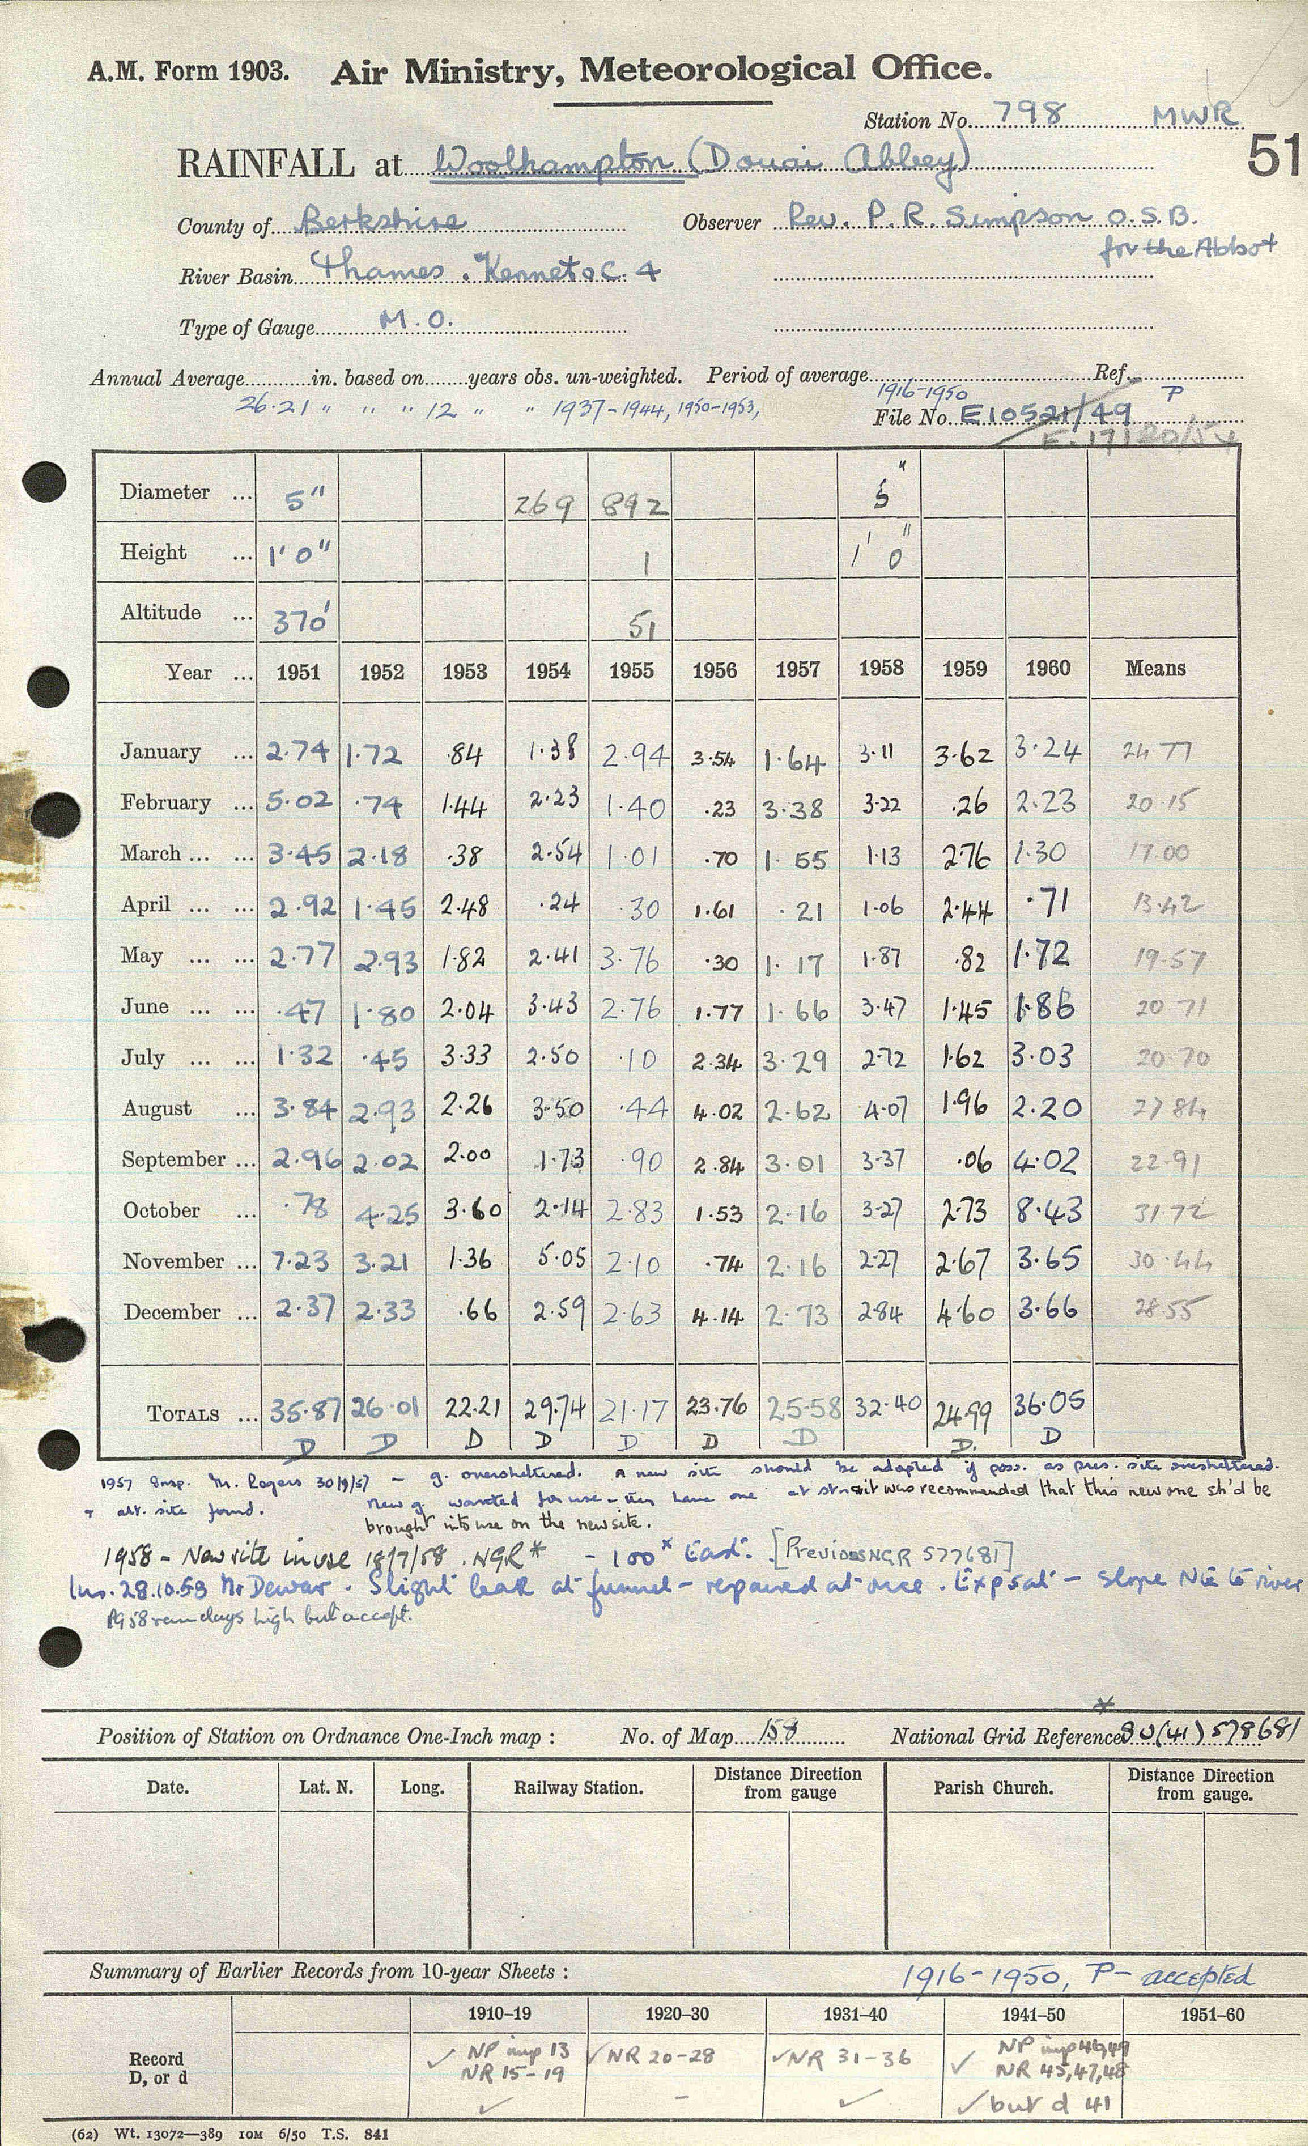 A.M. Form 1903. Air Ministry, Meteorological Office.
Station No. 798 MWR
51
RAINFALL at Woolhampton (Douai Abbey)
County of Berkshire Observer Rev. P. R. Simpson O.S.B.
for the Abbot
River Basin Thames. Kennet & C. 4
Type of Gauge M.O.
Annual Average in. based on years obs. un-weighted. Period of average Ref.
26.21 " " " 12 " " 1937-1944, 1950-1953, 1916-1950 P
File No. E10521/49
E.17120/54
Diameter ... 5" 269 892 5"
Height ... 1' 0" 1 1' 0"
Altitude ... 370' 51
Year ... 1951 1952 1953 1954 1955 1956 1957 1958 1959 1960 Means
January ... 2.74 1.72 .84 1.38 2.94 3.54 1.64 3.11 3.62 3.24 24.77
February ... 5.02 .74 1.44 2.23 1.40 .23 3.38 3.22 .26 2.23 20.15
March ... ... 3.45 2.18 .38 2.54 1.01 .70 1.55 1.13 2.76 1.30 17.00
April ... ... 2.92 1.45 2.48 .24 .30 1.61 .21 1.06 2.44 .71 13.42
May ... ... 2.77 2.93 1.82 2.41 3.76 .30 1.17 1.87 .82 1.72 19.57
June ... ... .47 1.80 2.04 3.43 2.76 1.77 1.66 3.47 1.45 1.86 20.71
July ... ... 1.32 .45 3.33 2.50 .10 2.34 3.29 2.72 1.62 3.03 20.70
August ... 3.84 2.93 2.26 3.50 .44 4.02 2.62 4.07 1.96 2.20 27.84
September ... 2.96 2.02 2.00 1.73 .90 2.84 3.01 3.37 .06 4.02 22.91
October ... .78 4.25 3.60 2.14 2.83 1.53 2.16 3.27 2.73 8.43 31.72
November ... 7.23 3.21 1.36 5.05 2.10 .74 2.16 2.27 2.67 3.65 30.44
December ... 2.37 2.33 .66 2.59 2.63 4.14 2.73 2.84 4.60 3.66 28.55
TOTALS ... 35.87 26.01 22.21 29.74 21.17 23.76 25.58 32.40 24.99 36.05
D D D D D D D D. D
1957 Insp. Mr. Rogers 30/9/57 - g. oversheltered. A new site should be adopted if poss. as pres. site oversheltered.
+ alt. site found. New g. wanted for use - they have one at who recommended that this new one sh'd be
brought into use on the new site.
1958 - New site in use 18/7/58. NGR* - 100x East. [Previous NGR 577681]
Ins. 28.10.59 Mr Dewar. Slight leak at funnel - repaired at once. Exp sat - slope NE to river
1958 rain days high but accept.
Position of Station on Ordnance One-Inch map : No. of Map 158 National Grid Reference * SU(41) 578681
Date. Lat. N. Long. Railway Station. Distance Direction from gauge Parish Church. Distance Direction from gauge.
Summary of Earlier Records from 10-year Sheets : 1916-1950, P - accepted
1910-19 1920-30 1931-40 1941-50 1951-60
Record ✓ NP imp 13 ✓ NR 20-28 ✓ NR 31-36 ✓ NP imp 46,49
D, or d NR 15-19 NR 45,47,48
✓ - ✓ ✓ but d 41
(62) Wt. 13072-389 10M 6/50 T.S. 841